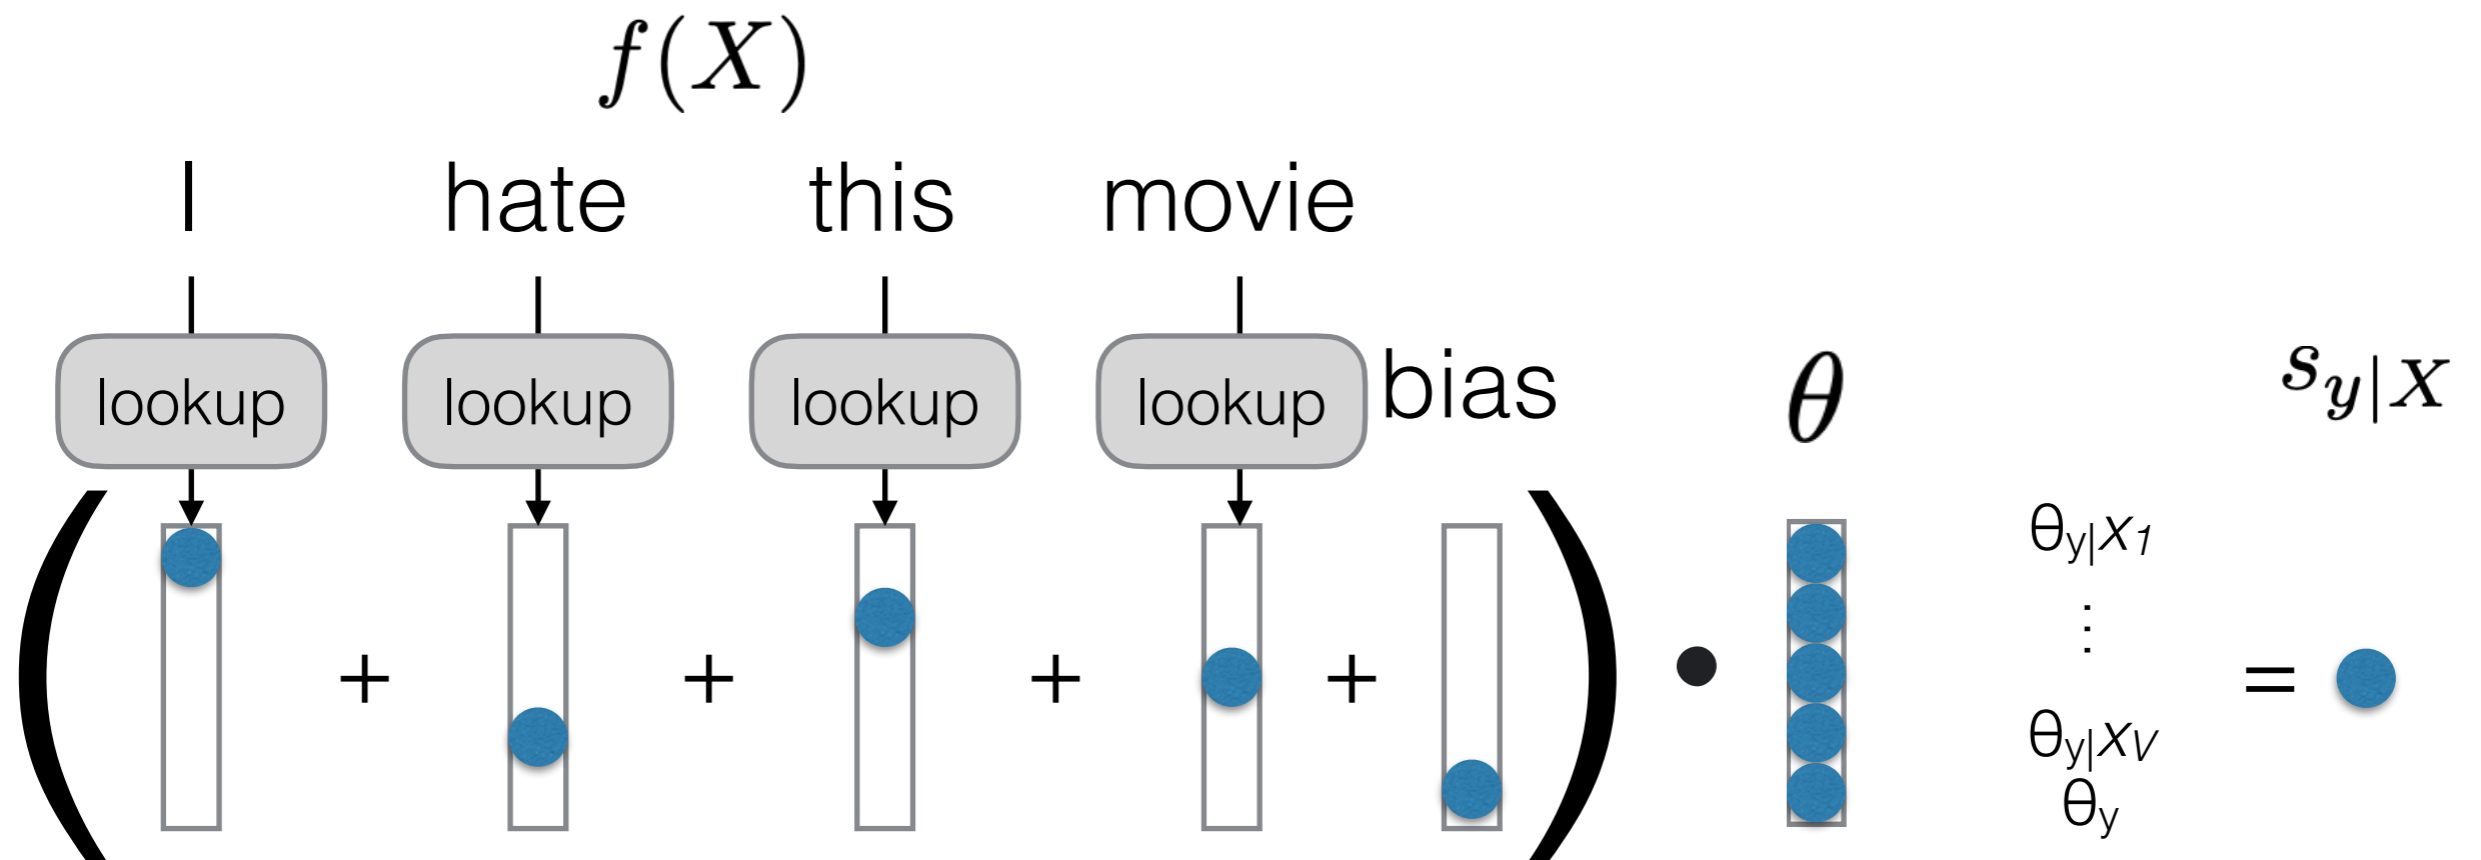 f(X)
I hate this movie
lookup lookup lookup lookup bias θ s_{y|X}
θ_{y|x_1}
⋮
( + + + + ) • θ_{y|x_V} =
θ_y